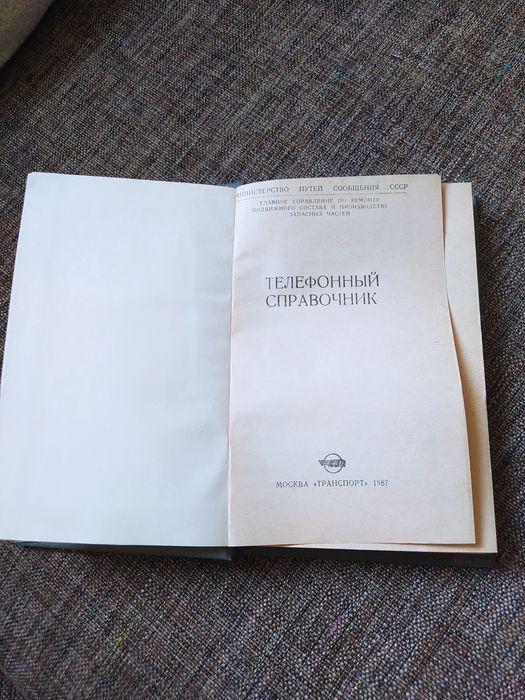 МИНИСТЕРСТВО ПУТЕЙ СООБЩЕНИЯ СССР
ГЛАВНОЕ УПРАВЛЕНИЕ ПО РЕМОНТУ
ПОДВИЖНОГО СОСТАВА И ПРОИЗВОДСТВУ
ЗАПАСНЫХ ЧАСТЕЙ
ТЕЛЕФОННЫЙ
СПРАВОЧНИК
МОСКВА «ТРАНСПОРТ» 1987